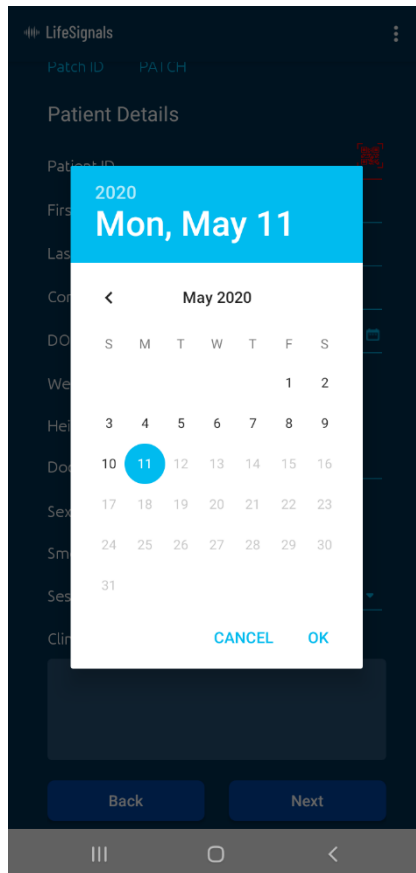 LifeSignals
Patch ID PATCH
Patient Details
Patient ID
2020
Mon, May 11
May 2020
S M T W T F S
1 2
3 4 5 6 7 8 9
10 11 12 13 14 15 16
17 18 19 20 21 22 23
24 25 26 27 28 29 30
31
CANCEL OK
Back Next